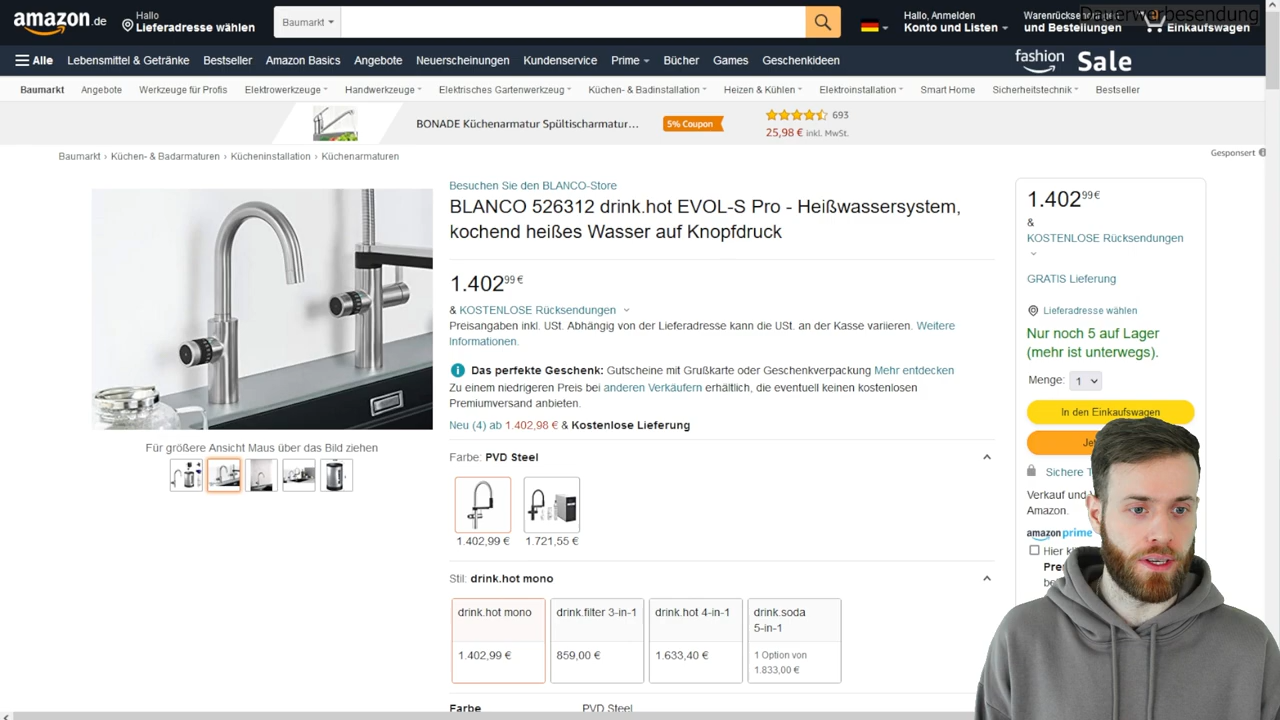 amazon.de
Hallo
Lieferadresse wählen
Baumarkt
Hallo, Anmelden
Konto und Listen
Warenrücksendungen
und Bestellungen
Einkaufswagen
Dauerwerbesendung
Alle
Lebensmittel & Getränke
Bestseller
Amazon Basics
Angebote
Neuerscheinungen
Kundenservice
Prime
Bücher
Games
Geschenkideen
fashion Sale
Baumarkt
Angebote
Werkzeuge für Profis
Elektrowerkzeuge
Handwerkzeuge
Elektrisches Gartenwerkzeug
Küchen- & Badinstallation
Heizen & Kühlen
Elektroinstallation
Smart Home
Sicherheitstechnik
Bestseller
BONADE Küchenarmatur Spültischarmatur…
5% Coupon
693
25,98 € inkl. MwSt.
Gesponsert
Baumarkt › Küchen- & Badarmaturen › Kücheninstallation › Küchenarmaturen
Für größere Ansicht Maus über das Bild ziehen
Besuchen Sie den BLANCO-Store
BLANCO 526312 drink.hot EVOL-S Pro - Heißwassersystem,
kochend heißes Wasser auf Knopfdruck
1.402 99 €
& KOSTENLOSE Rücksendungen
Preisangaben inkl. USt. Abhängig von der Lieferadresse kann die USt. an der Kasse variieren. Weitere
Informationen.
Das perfekte Geschenk: Gutscheine mit Grußkarte oder Geschenkverpackung Mehr entdecken
Zu einem niedrigeren Preis bei anderen Verkäufern erhältlich, die eventuell keinen kostenlosen
Premiumversand anbieten.
Neu (4) ab 1.402,98 € & Kostenlose Lieferung
Farbe: PVD Steel
1.402,99 €
1.721,55 €
Stil: drink.hot mono
drink.hot mono
1.402,99 €
drink.filter 3-in-1
859,00 €
drink.hot 4-in-1
1.633,40 €
drink.soda
5-in-1
1 Option von
1.833,00 €
Farbe
PVD Steel
1.402 99 €
&
KOSTENLOSE Rücksendungen
GRATIS Lieferung
Lieferadresse wählen
Nur noch 5 auf Lager
(mehr ist unterwegs).
Menge: 1
In den Einkaufswagen
Sichere
Verkauf und
Amazon.
amazon prime
Hier